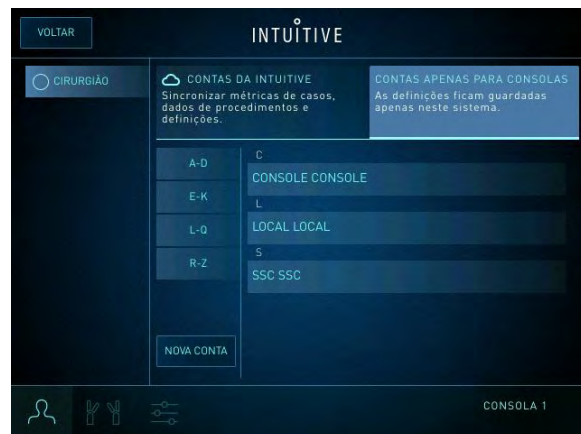 VOLTAR
INTUITIVE
CIRURGIÃO
CONTAS DA INTUITIVE
Sincronizar métricas de casos,
dados de procedimentos e
definições.
CONTAS APENAS PARA CONSOLAS
As definições ficam guardadas
apenas neste sistema.
A-D
E-K
L-Q
R-Z
C
CONSOLE CONSOLE
L
LOCAL LOCAL
S
SSC SSC
NOVA CONTA
CONSOLA 1